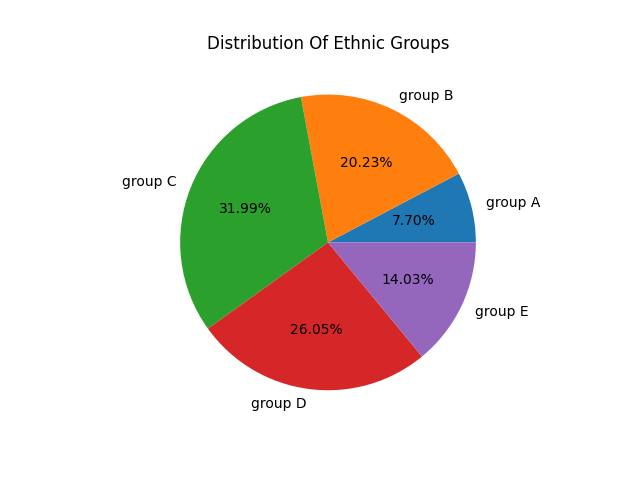 Distribution Of Ethnic Groups
group B
20.23%
group C
31.99%
group A
7.70%
14.03%
group E
26.05%
group D